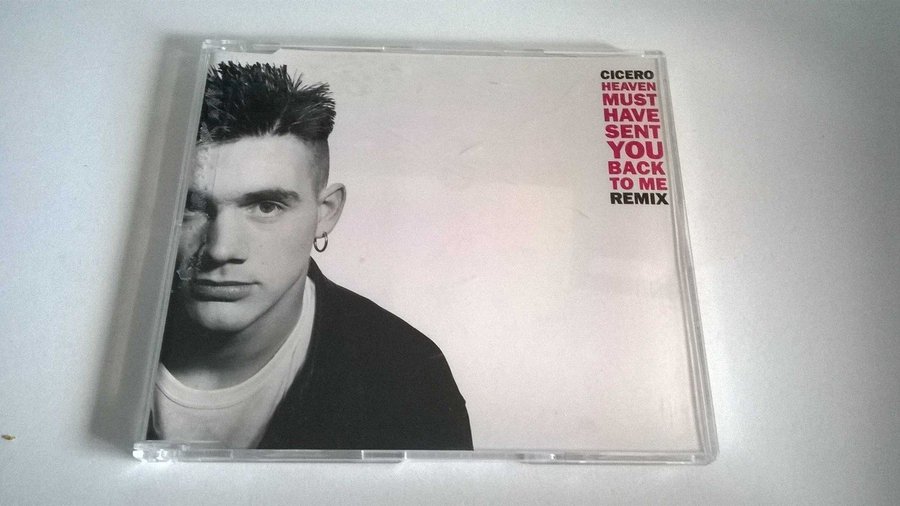 CICERO
HEAVEN
MUST
HAVE
SENT
YOU
BACK
TO ME
REMIX